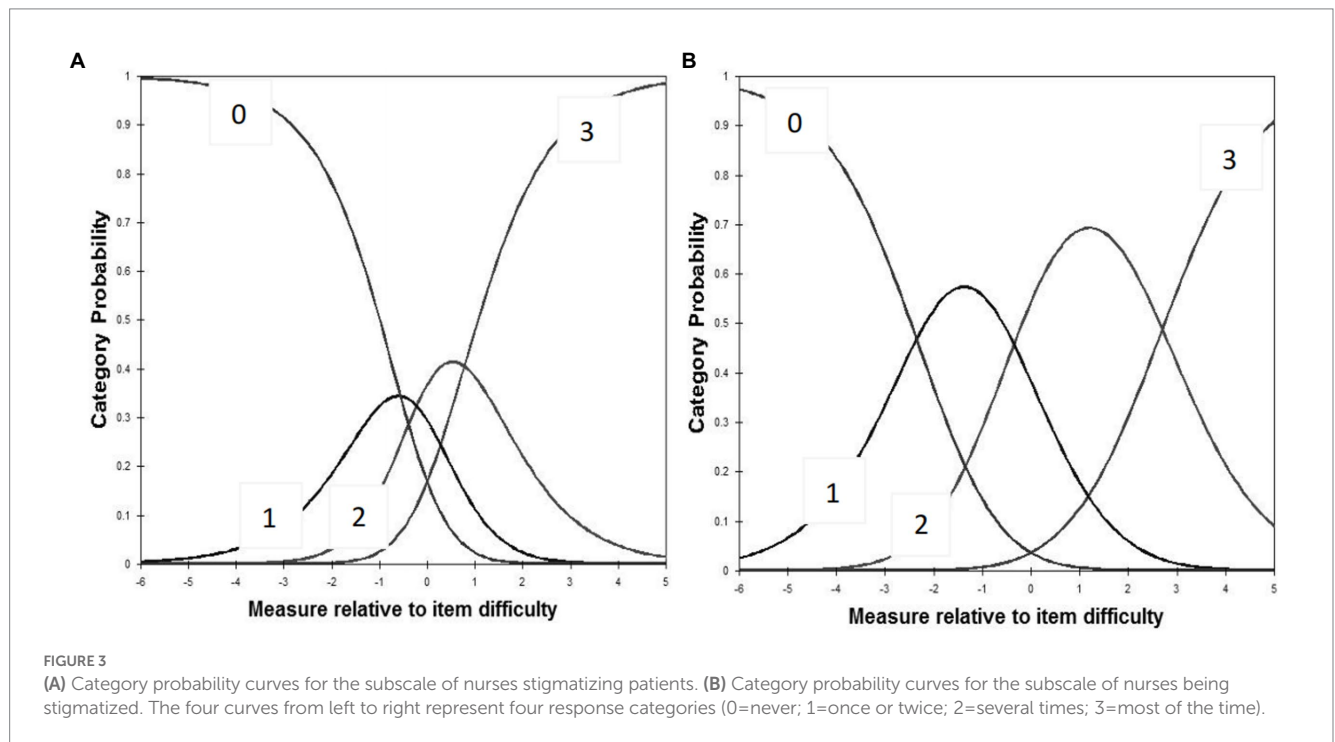 A
1
0.9
0.8
0.7
0.6
0.5
0.4
0.3
0.2
0.1
0
Category Probability
0
1
2
3
-6 -5 -4 -3 -2 -1 0 1 2 3 4 5
Measure relative to item difficulty
B
1
0.9
0.8
0.7
0.6
0.5
0.4
0.3
0.2
0.1
0
Category Probability
0
1
2
3
-6 -5 -4 -3 -2 -1 0 1 2 3 4 5
Measure relative to item difficulty
FIGURE 3
(A) Category probability curves for the subscale of nurses stigmatizing patients. (B) Category probability curves for the subscale of nurses being
stigmatized. The four curves from left to right represent four response categories (0=never; 1=once or twice; 2=several times; 3=most of the time).